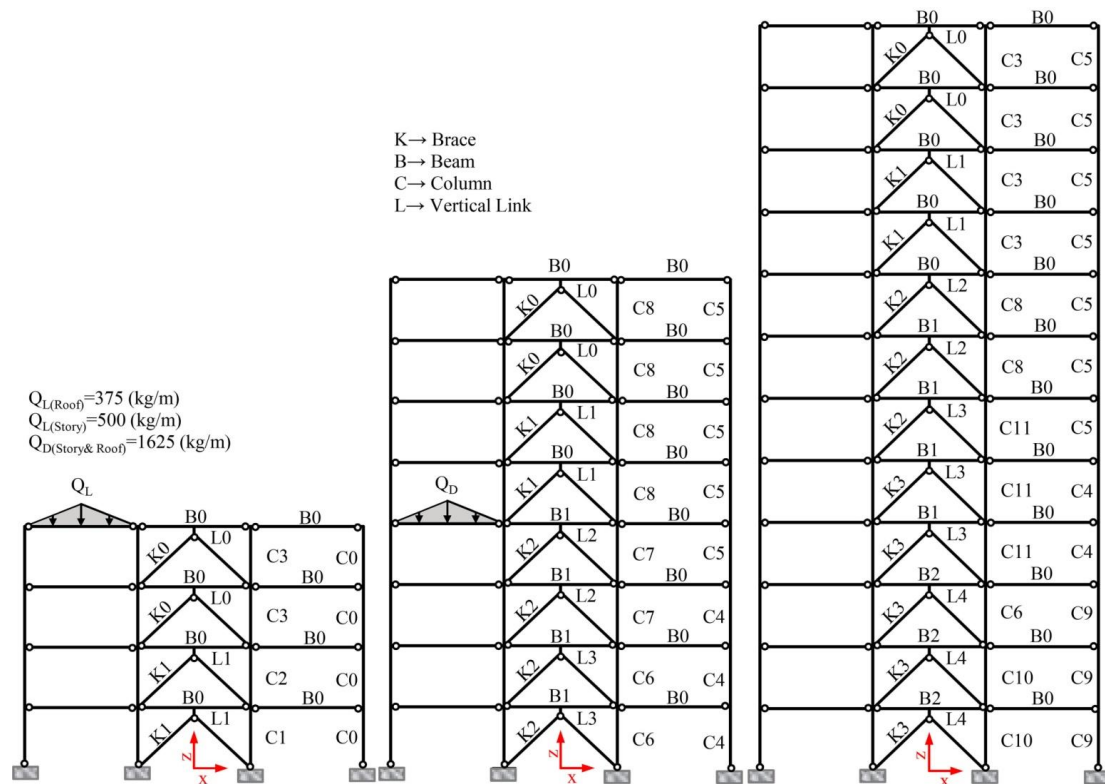 K→ Brace
B→ Beam
C→ Column
L→ Vertical Link
Q_L(Roof)=375 (kg/m)
Q_L(Story)=500 (kg/m)
Q_D(Story& Roof)=1625 (kg/m)
Q_L
B0 B0
K0 L0 C3 C0
B0 B0
K0 L0 C3 C0
B0 B0
K1 L1 C2 C0
B0 B0
K1 L1 C1 C0
z
x
B0 B0
K0 L0 C8 C5
B0 B0
K0 L0 C8 C5
B0 B0
K1 L1 C8 C5
B0 B0
Q_D
K1 L1 C8 C5
B1 B0
K2 L2 C7 C5
B1 B0
K2 L2 C7 C4
B1 B0
K2 L3 C6 C4
B1 B0
K2 L3 C6 C4
z
x
B0 B0
K0 L0 C3 C5
B0 B0
K0 L0 C3 C5
B0 B0
K1 L1 C3 C5
B0 B0
K1 L1 C3 C5
B0 B0
K2 L2 C8 C5
B1 B0
K2 L2 C8 C5
B1 B0
K2 L3 C11 C5
B1 B0
K3 L3 C11 C4
B1 B0
K3 L3 C11 C4
B2 B0
K3 L4 C6 C9
B2 B0
K3 L4 C10 C9
B2 B0
K3 L4 C10 C9
z
x